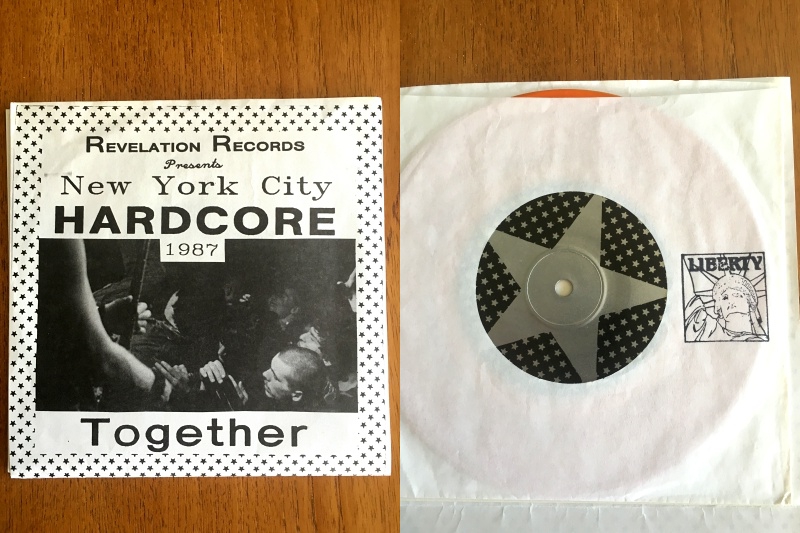 REVELATION RECORDS
Presents
New York City
HARDCORE
1987
Together
LIBERTY